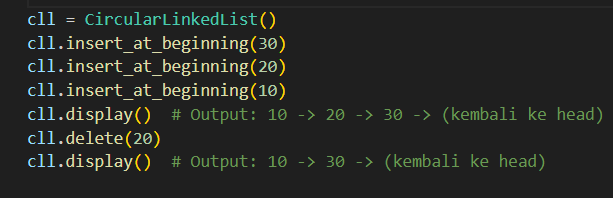 cll = CircularLinkedList()
cll.insert_at_beginning(30)
cll.insert_at_beginning(20)
cll.insert_at_beginning(10)
cll.display()  # Output: 10 -> 20 -> 30 -> (kembali ke head)
cll.delete(20)
cll.display()  # Output: 10 -> 30 -> (kembali ke head)